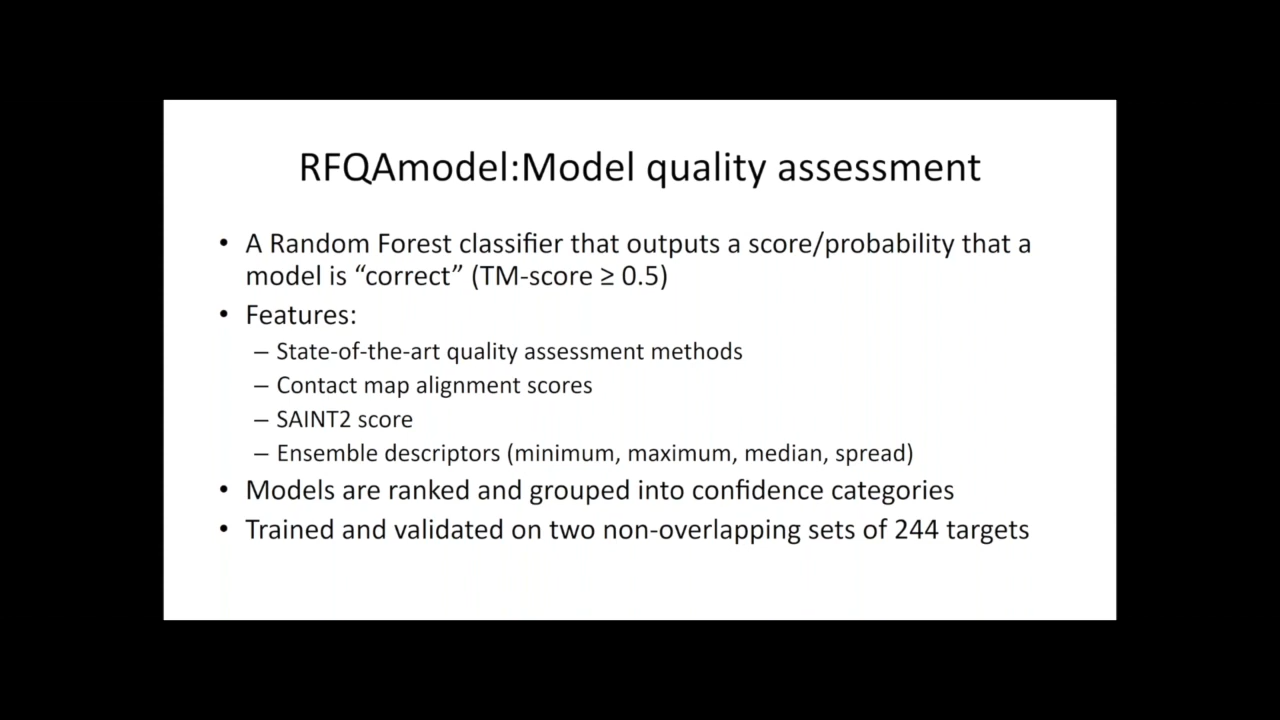 RFQAmodel:Model quality assessment
• A Random Forest classifier that outputs a score/probability that a
model is “correct” (TM-score ≥ 0.5)
• Features:
– State-of-the-art quality assessment methods
– Contact map alignment scores
– SAINT2 score
– Ensemble descriptors (minimum, maximum, median, spread)
• Models are ranked and grouped into confidence categories
• Trained and validated on two non-overlapping sets of 244 targets